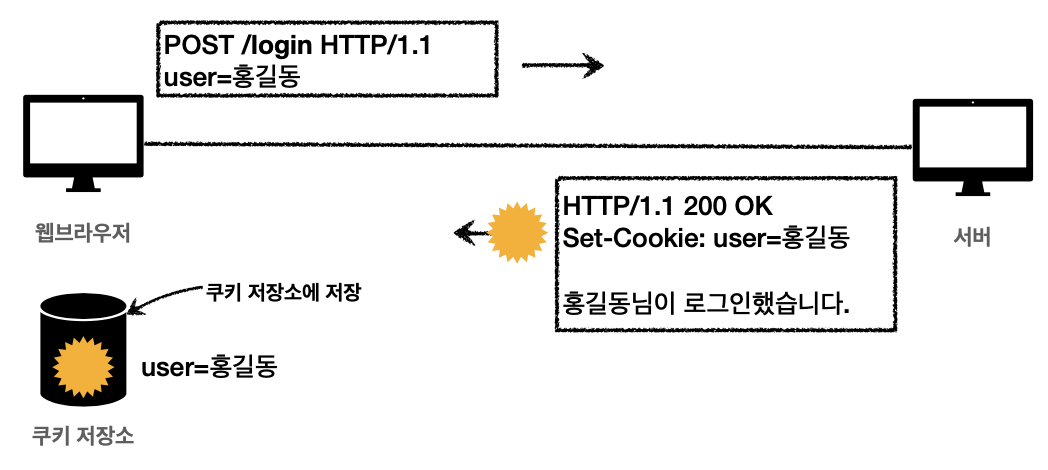 POST /login HTTP/1.1
user=홍길동
웹브라우저
서버
HTTP/1.1 200 OK
Set-Cookie: user=홍길동
홍길동님이 로그인했습니다.
쿠키 저장소에 저장
user=홍길동
쿠키 저장소